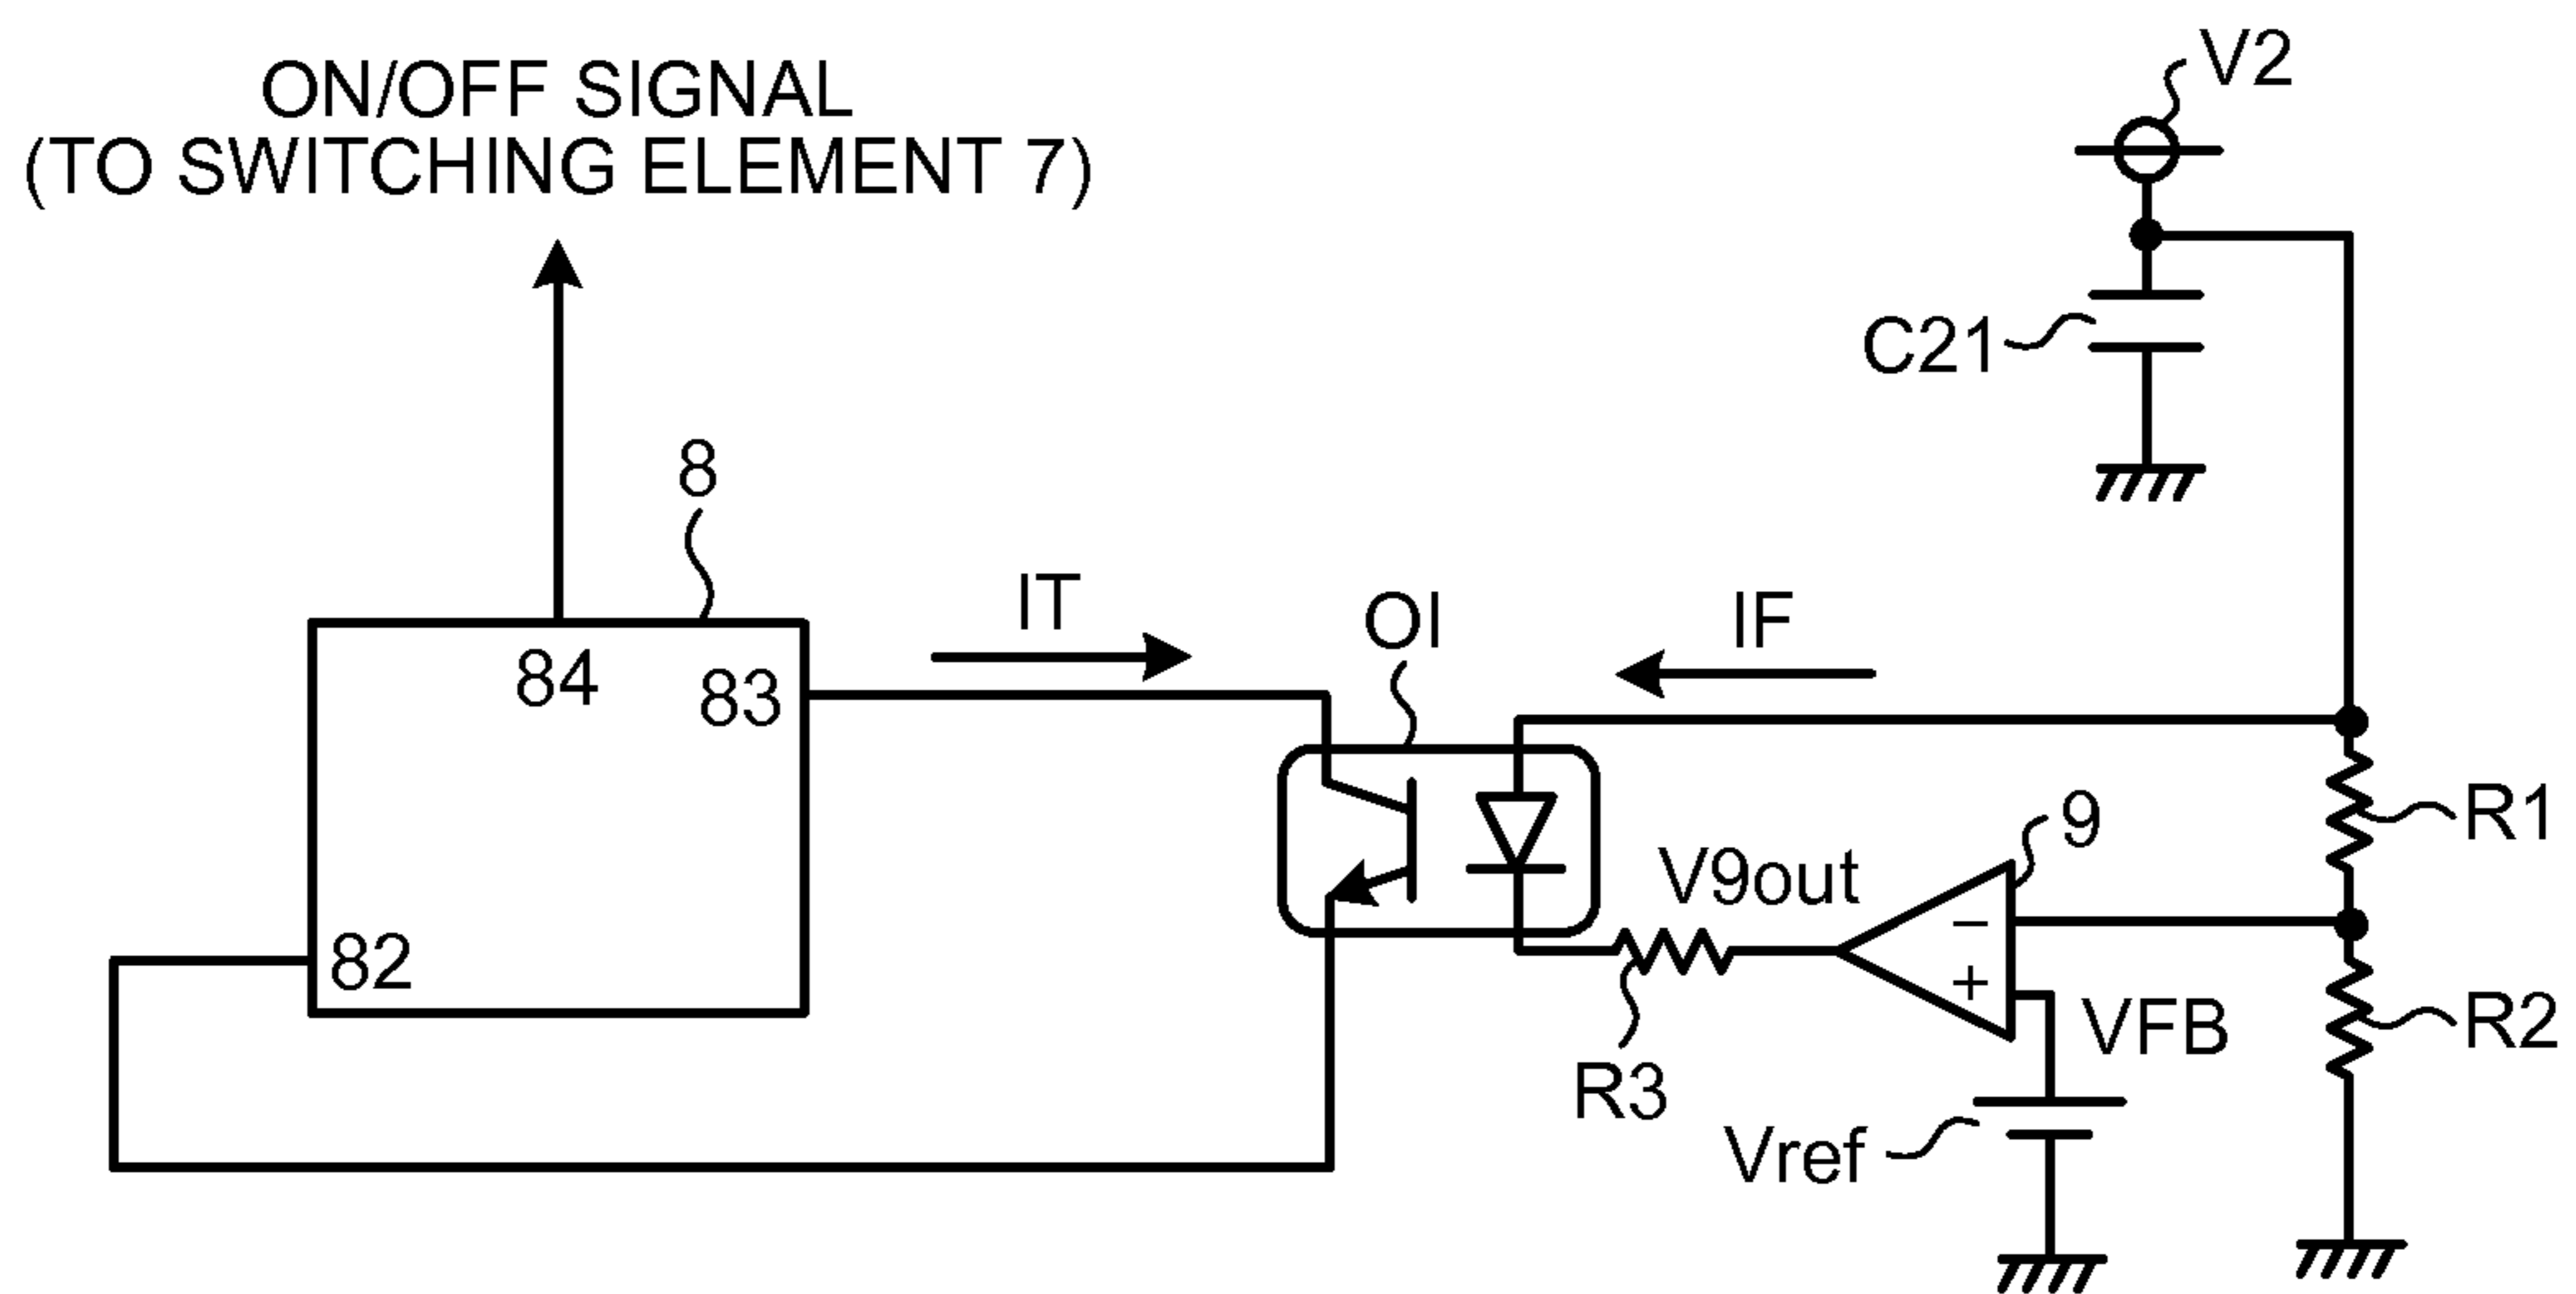 V2
ON/OFF SIGNAL
(TO SWITCHING ELEMENT 7)
C21
8
IT
OI
IF
84
83
9
R1
V9out
−
82
+
VFB
R2
R3
Vref